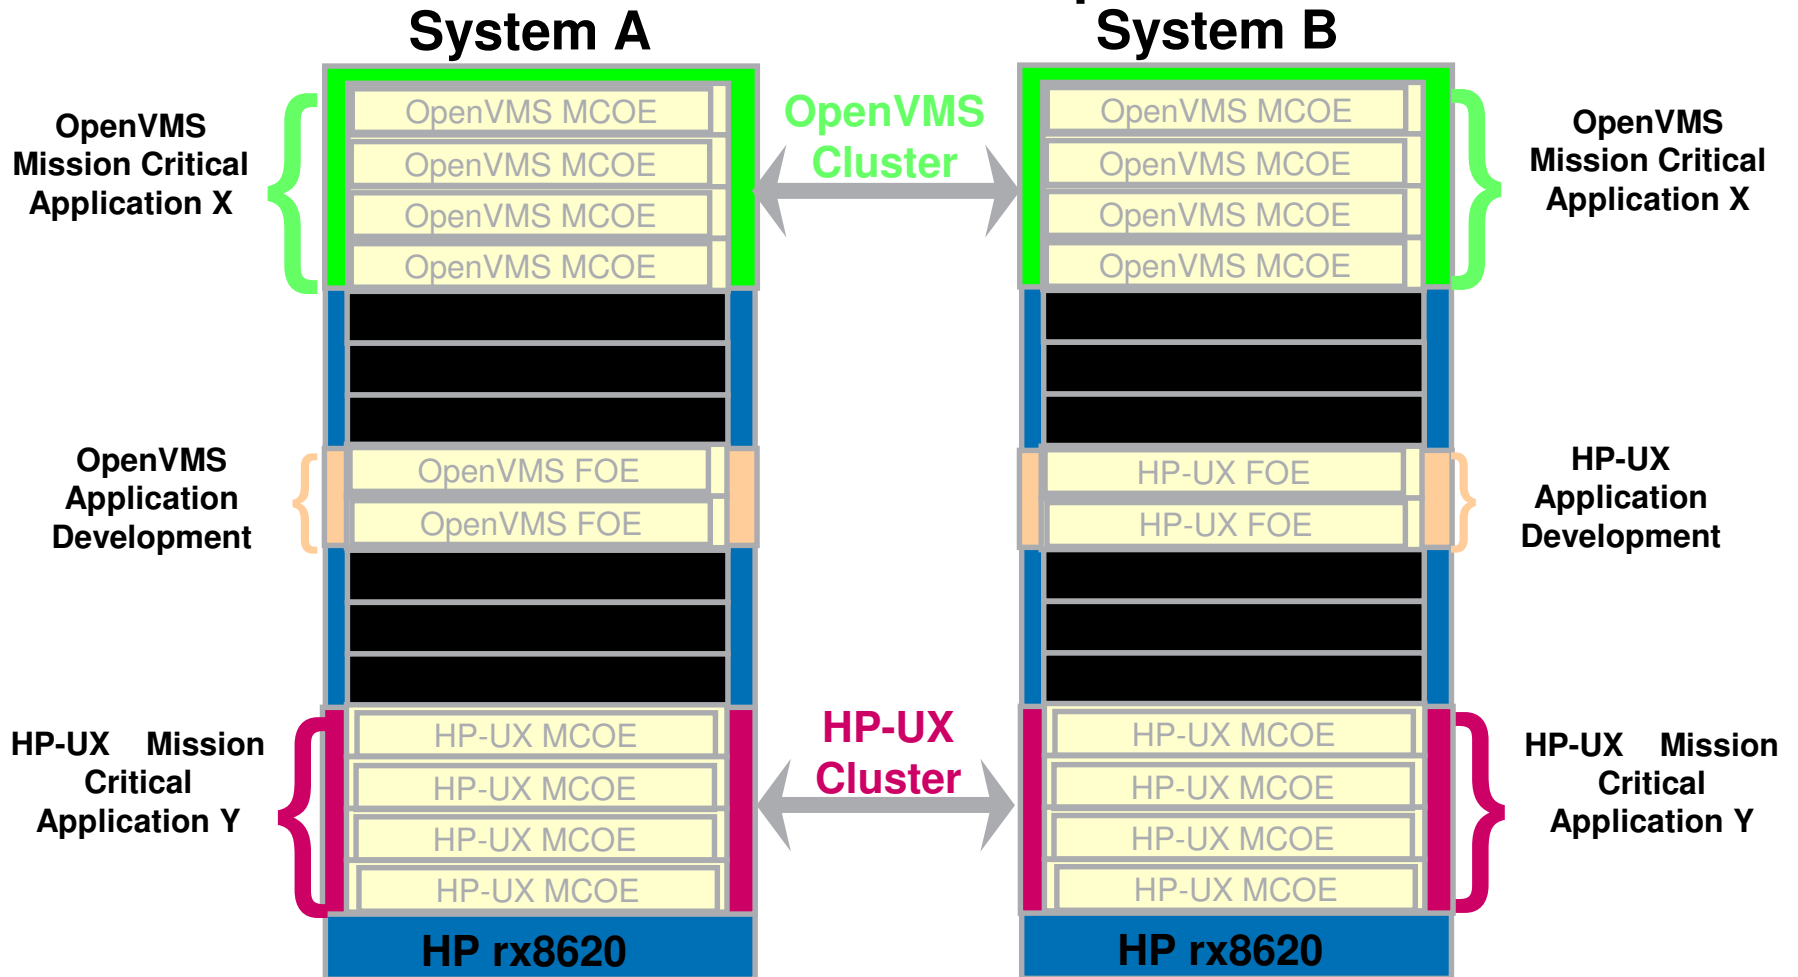 System A
System B
OpenVMS
Mission Critical
Application X
OpenVMS MCOE
OpenVMS MCOE
OpenVMS MCOE
OpenVMS MCOE
OpenVMS
Cluster
OpenVMS MCOE
OpenVMS MCOE
OpenVMS MCOE
OpenVMS MCOE
OpenVMS
Mission Critical
Application X
OpenVMS
Application
Development
OpenVMS FOE
OpenVMS FOE
HP-UX FOE
HP-UX FOE
HP-UX
Application
Development
HP-UX Mission
Critical
Application Y
HP-UX MCOE
HP-UX MCOE
HP-UX MCOE
HP-UX MCOE
HP-UX
Cluster
HP-UX MCOE
HP-UX MCOE
HP-UX MCOE
HP-UX MCOE
HP-UX Mission
Critical
Application Y
HP rx8620
HP rx8620